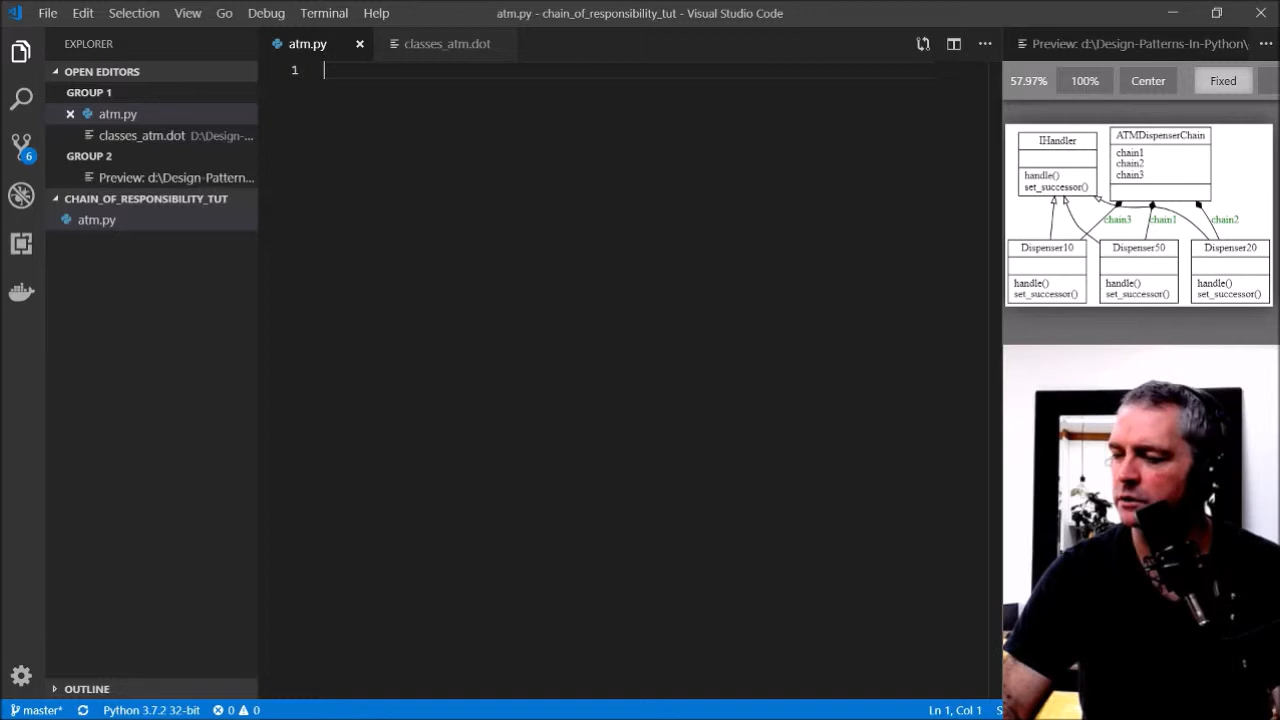 File Edit Selection View Go Debug Terminal Help
atm.py - chain_of_responsibility_tut - Visual Studio Code
EXPLORER
OPEN EDITORS
GROUP 1
atm.py
classes_atm.dot D:\Design-...
GROUP 2
Preview: d:\Design-Pattern...
CHAIN_OF_RESPONSIBILITY_TUT
atm.py
OUTLINE
atm.py
classes_atm.dot
1
Preview: d:\Design-Patterns-In-Python\
57.97% 100% Center Fixed
IHandler
handle()
set_successor()
ATMDispenserChain
chain1
chain2
chain3
chain3 chain1 chain2
Dispenser10
handle()
set_successor()
Dispenser50
handle()
set_successor()
Dispenser20
handle()
set_successor()
6
master* Python 3.7.2 32-bit 0 0 Ln 1, Col 1 S